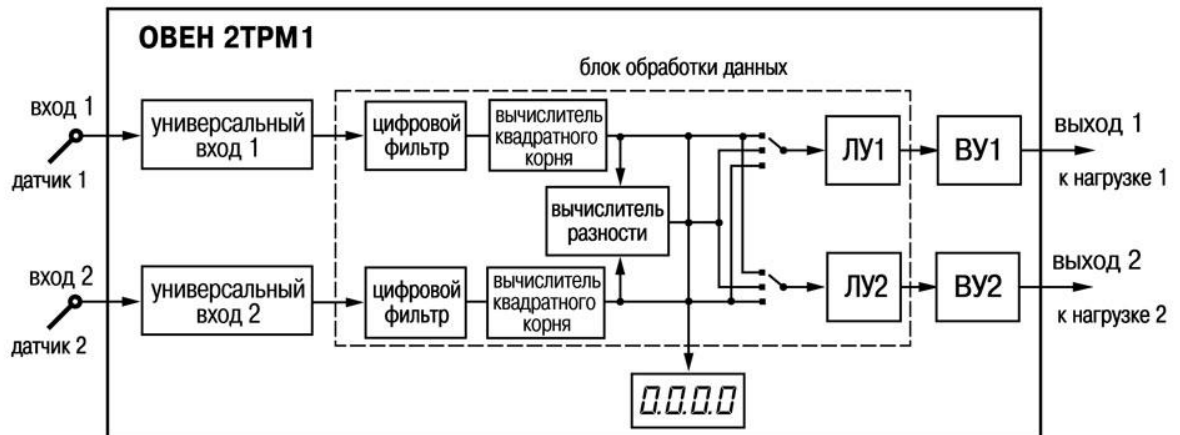 ОВЕН 2ТРМ1
блок обработки данных
вход 1
датчик 1
универсальный
вход 1
цифровой
фильтр
вычислитель
квадратного
корня
ЛУ1
ВУ1
выход 1
к нагрузке 1
вычислитель
разности
вход 2
датчик 2
универсальный
вход 2
цифровой
фильтр
вычислитель
квадратного
корня
ЛУ2
ВУ2
выход 2
к нагрузке 2
0.0.0.0